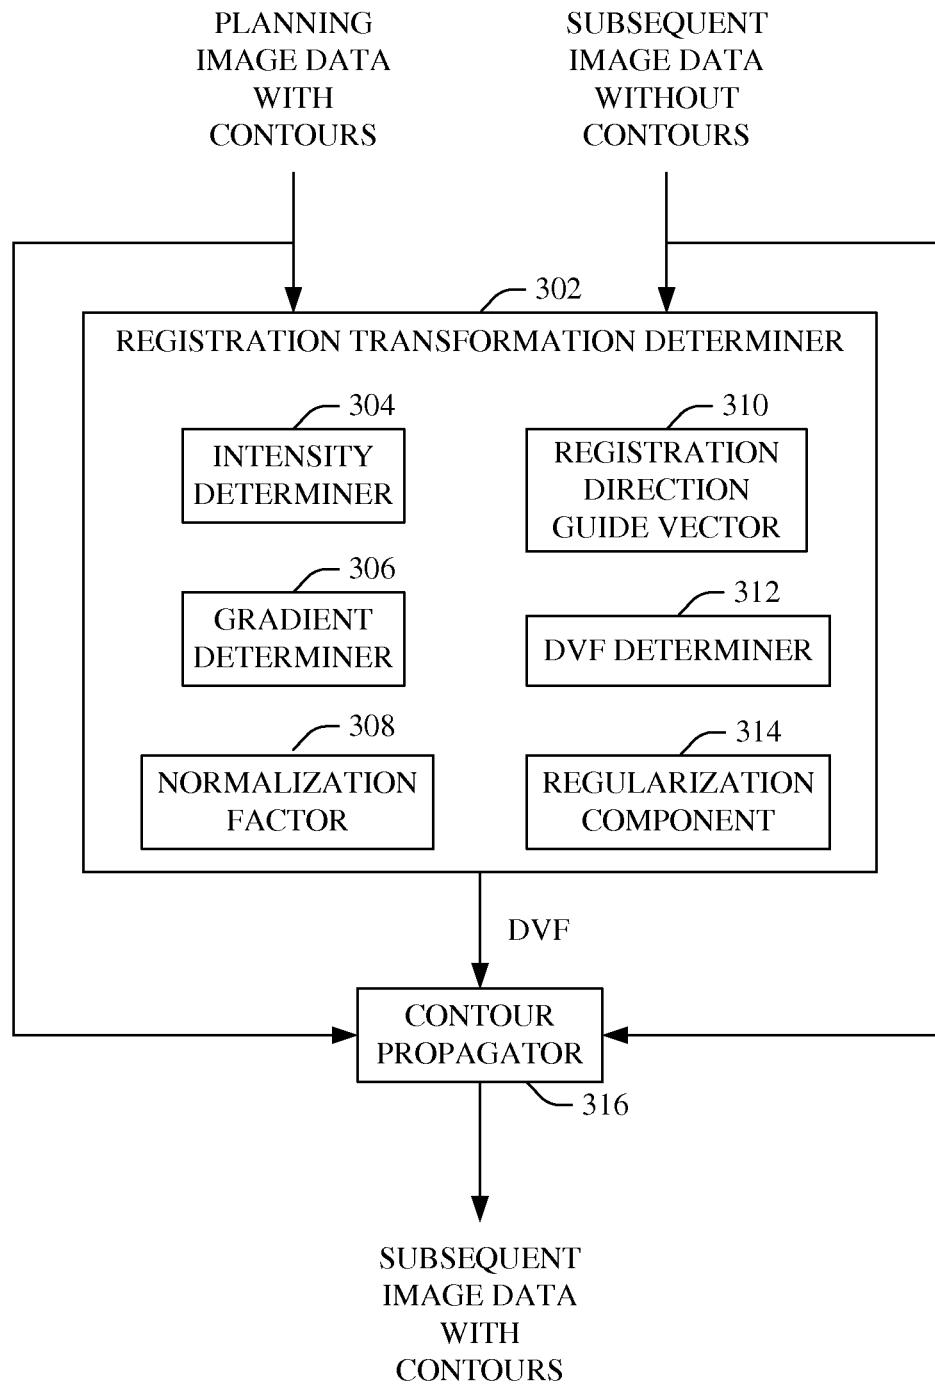 PLANNING
IMAGE DATA
WITH
CONTOURS
SUBSEQUENT
IMAGE DATA
WITHOUT
CONTOURS
302
REGISTRATION TRANSFORMATION DETERMINER
304
INTENSITY
DETERMINER
310
REGISTRATION
DIRECTION
GUIDE VECTOR
306
GRADIENT
DETERMINER
312
DVF DETERMINER
308
NORMALIZATION
FACTOR
314
REGULARIZATION
COMPONENT
DVF
CONTOUR
PROPAGATOR
316
SUBSEQUENT
IMAGE DATA
WITH
CONTOURS